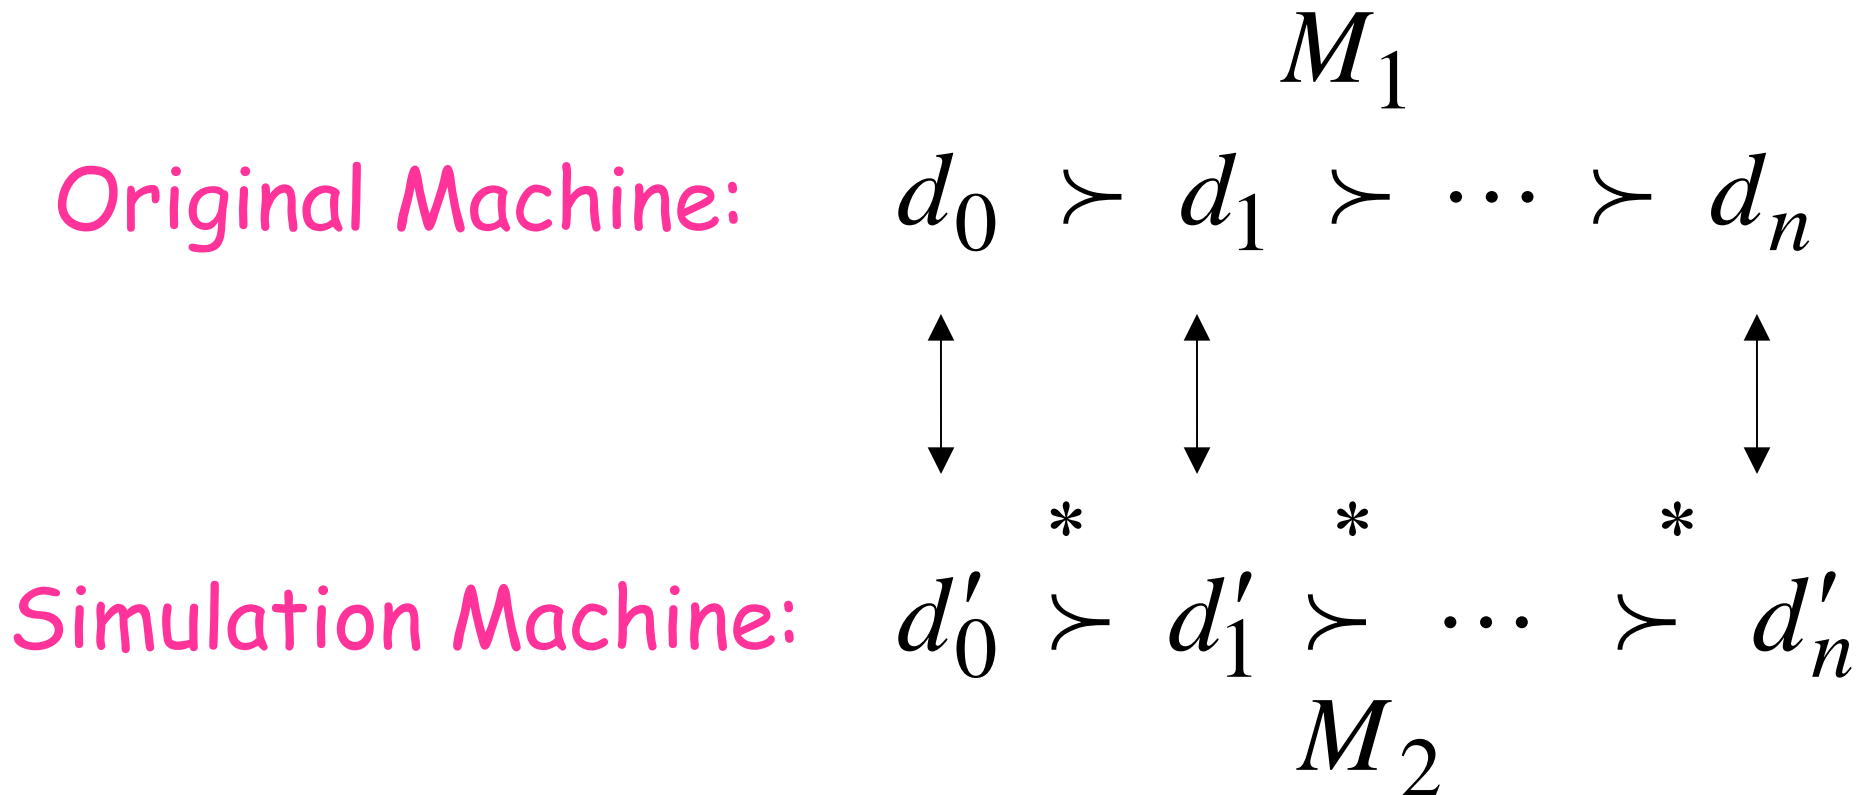 M₁
Original Machine: d₀ ≻ d₁ ≻ ⋯ ≻ dₙ
* * *
Simulation Machine: d′₀ ≻ d′₁ ≻ ⋯ ≻ d′ₙ
M₂